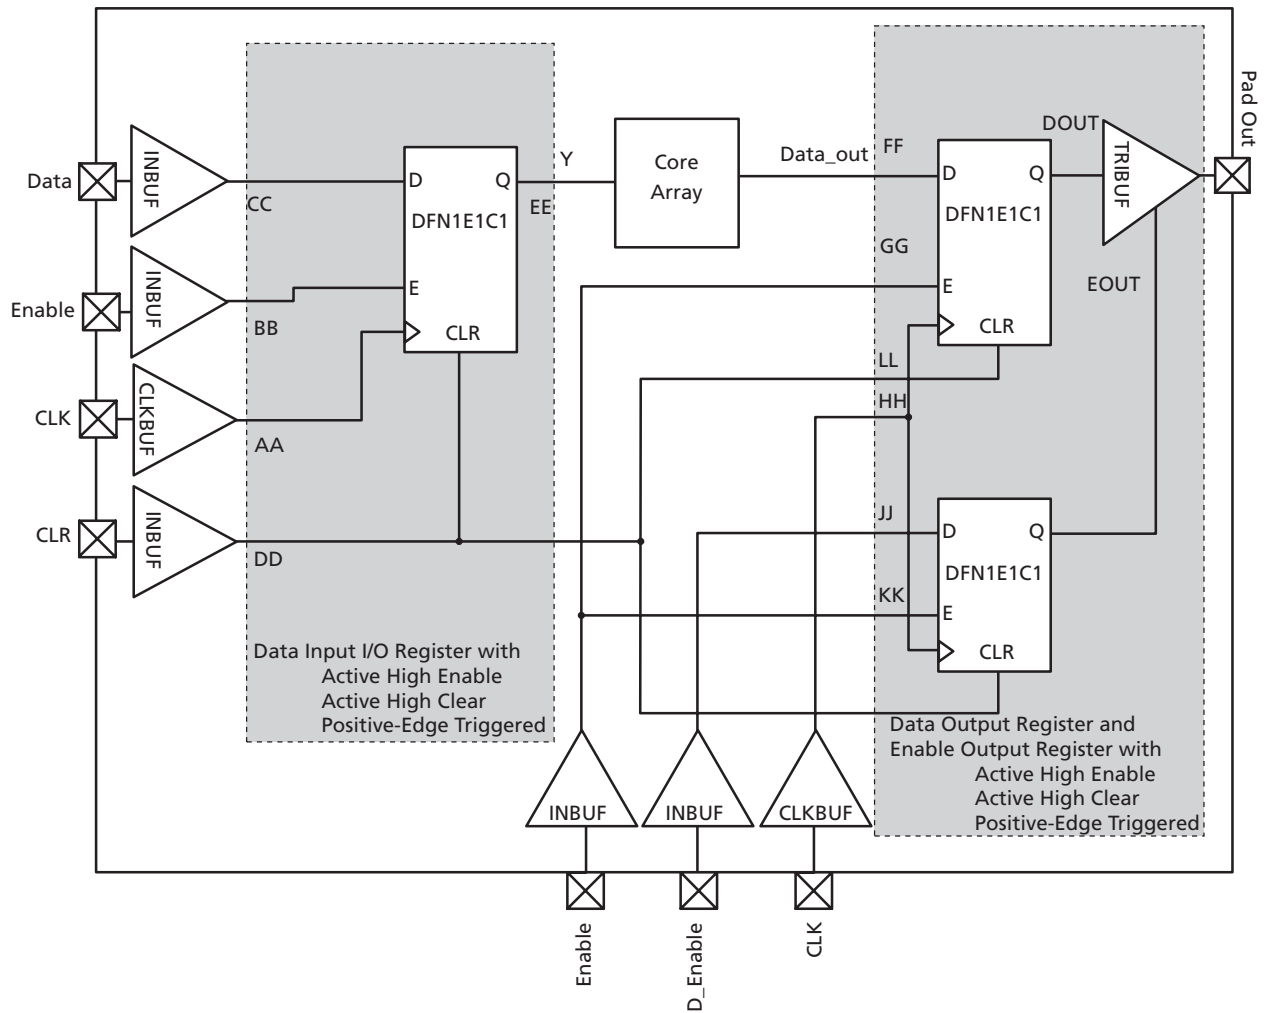 Pad Out
DOUT
FF
Data_out
Y
Core
Array
INBUF
TRIBUF
Data
D
Q
D
Q
CC
EE
DFN1E1C1
DFN1E1C1
GG
INBUF
EOUT
E
E
Enable
BB
CLR
CLR
LL
CLKBUF
HH
CLK
AA
JJ
INBUF
CLR
D
Q
DD
DFN1E1C1
KK
E
CLR
Data Input I/O Register with
Active High Enable
Active High Clear
Positive-Edge Triggered
Data Output Register and
Enable Output Register with
Active High Enable
Active High Clear
Positive-Edge Triggered
INBUF
INBUF
CLKBUF
Enable
D_Enable
CLK